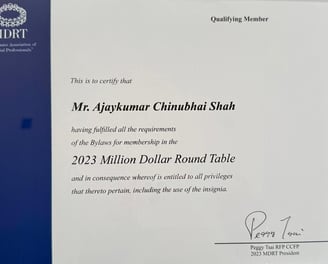 Qualifying Member
MDRT
This is to certify that
Mr. Ajaykumar Chinubhai Shah
having fulfilled all the requirements
of the Bylaws for membership in the
2023 Million Dollar Round Table
and in consequence whereof is entitled to all privileges
that thereto pertain, including the use of the insignia.
Peggy Tsai
Peggy Tsai RFP CCFP
2023 MDRT President